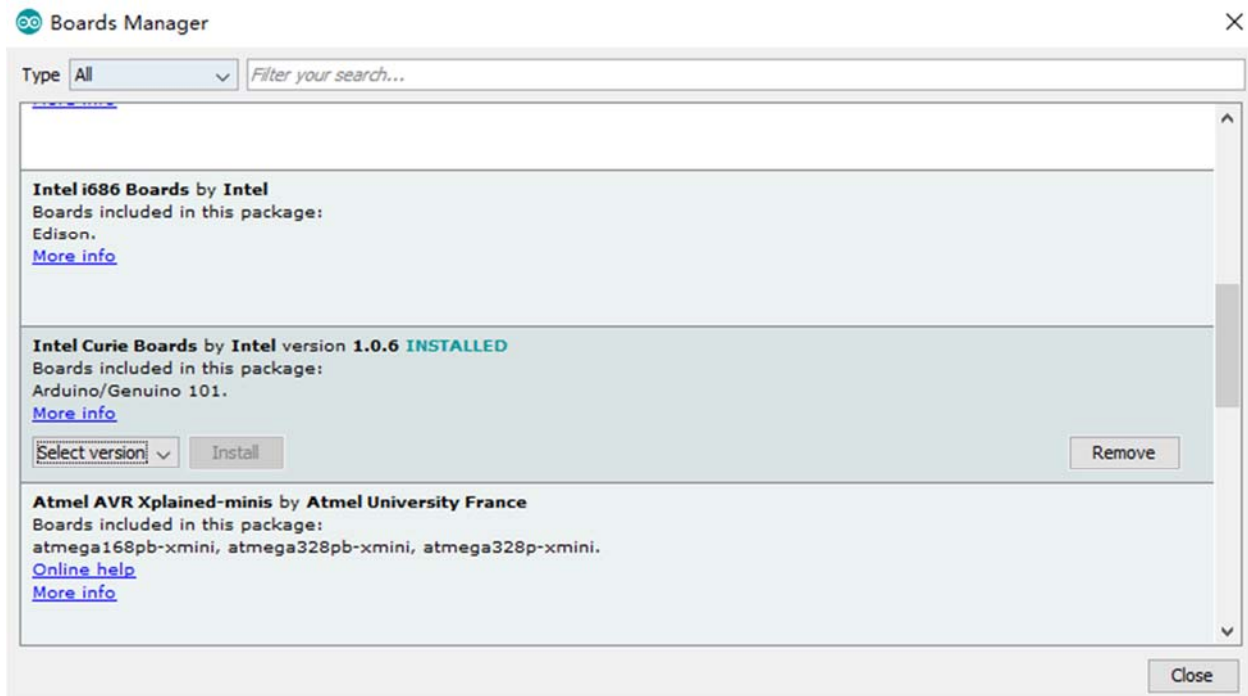 Boards Manager
Type All Filter your search...
More info
Intel i686 Boards by Intel
Boards included in this package:
Edison.
More info
Intel Curie Boards by Intel version 1.0.6 INSTALLED
Boards included in this package:
Arduino/Genuino 101.
More info
Select version Install Remove
Atmel AVR Xplained-minis by Atmel University France
Boards included in this package:
atmega168pb-xmini, atmega328pb-xmini, atmega328p-xmini.
Online help
More info
Close